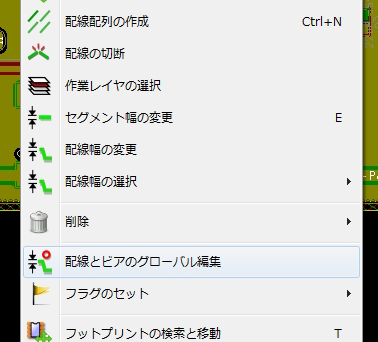 配線配列の作成 Ctrl+N
配線の切断
作業レイヤの選択
セグメント幅の変更 E
配線幅の変更
配線幅の選択
削除
配線とビアのグローバル編集
フラグのセット
フットプリントの検索と移動 T